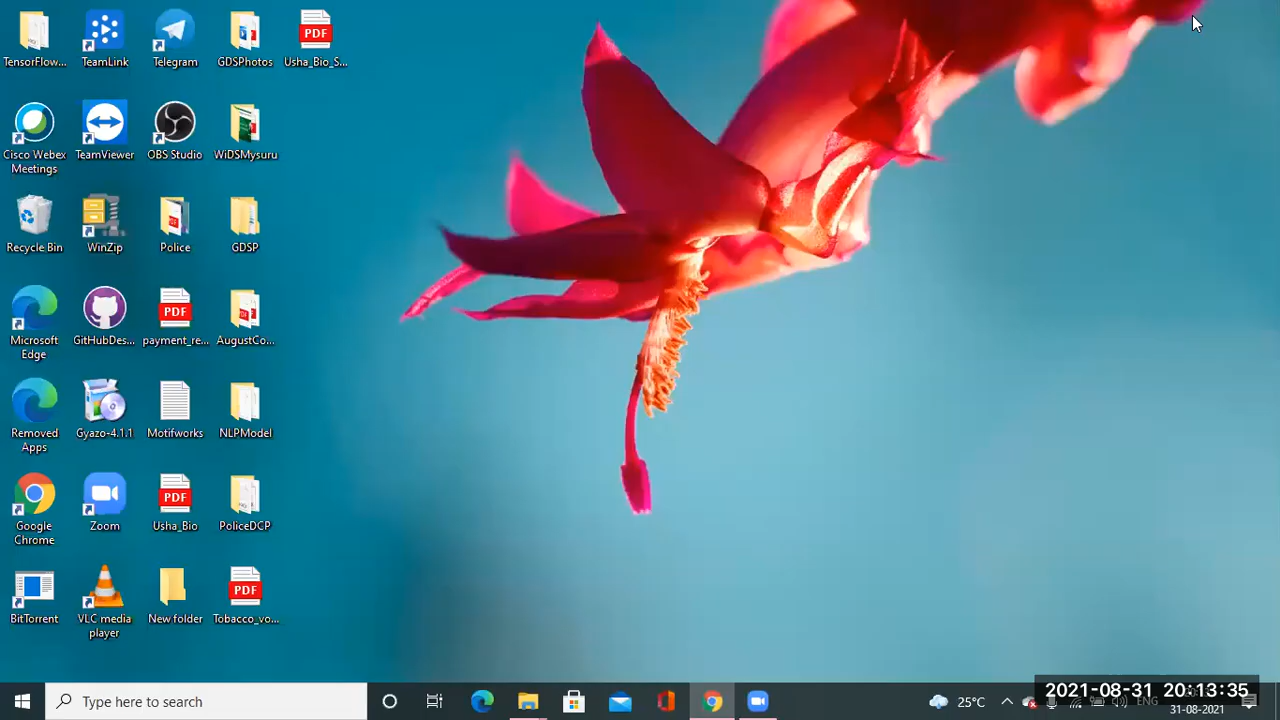 TensorFlow...
TeamLink
Telegram
GDSPhotos
PDF
Usha_Bio_S...
Cisco Webex
Meetings
TeamViewer
OBS Studio
WiDSMysuru
Recycle Bin
WinZip
Police
GDSP
Microsoft
Edge
GitHubDes...
PDF
payment_re...
AugustCo...
Removed
Apps
Gyazo-4.1.1
Motifworks
NLPModel
Google
Chrome
Zoom
PDF
Usha_Bio
PoliceDCP
BitTorrent
VLC media
player
New folder
PDF
Tobacco_vo...
Type here to search
25°C
ENG
2021-08-31 20:13:35
31-08-2021